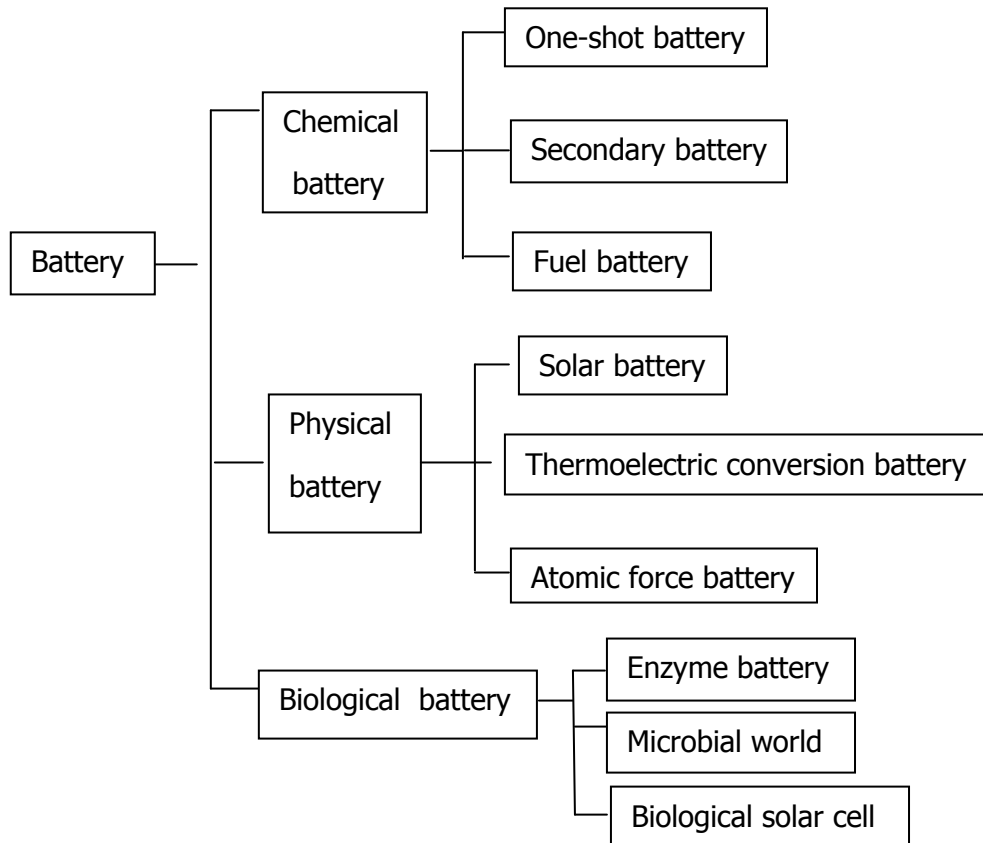 Battery
Chemical
battery
One-shot battery
Secondary battery
Fuel battery
Physical
battery
Solar battery
Thermoelectric conversion battery
Atomic force battery
Biological battery
Enzyme battery
Microbial world
Biological solar cell